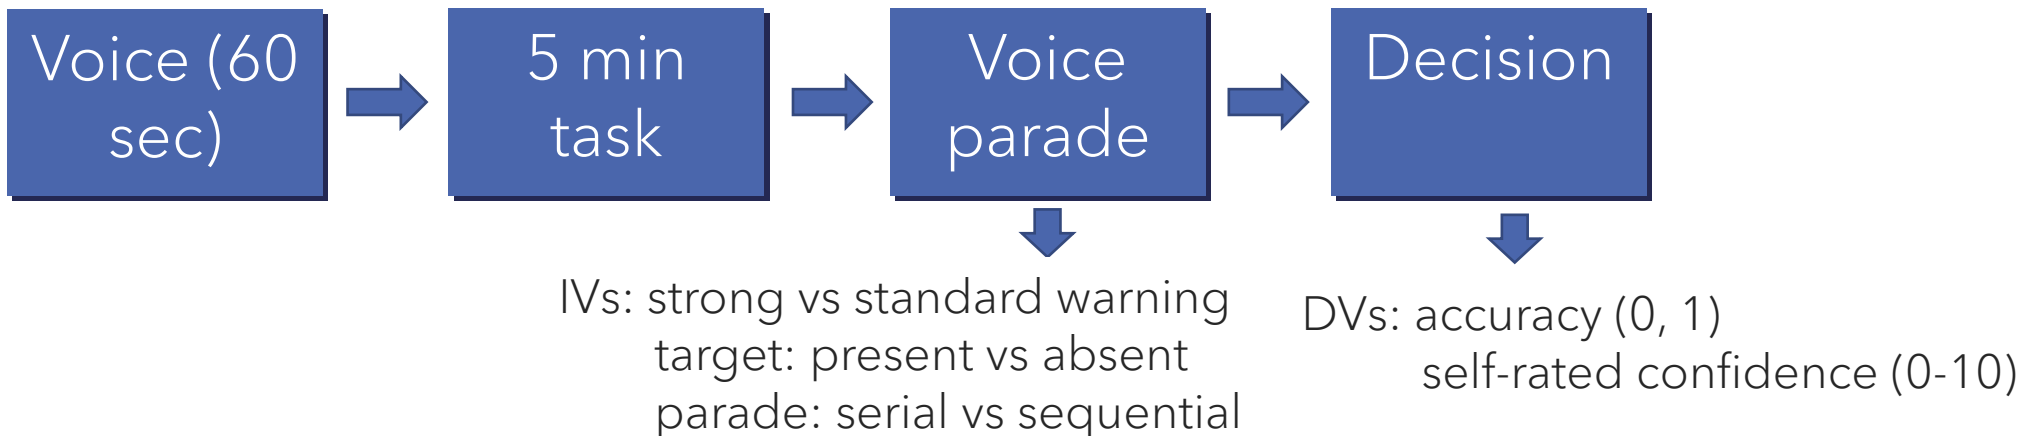 Voice (60
sec)
5 min
task
Voice
parade
Decision
IVs: strong vs standard warning
target: present vs absent
parade: serial vs sequential
DVs: accuracy (0, 1)
self-rated confidence (0-10)